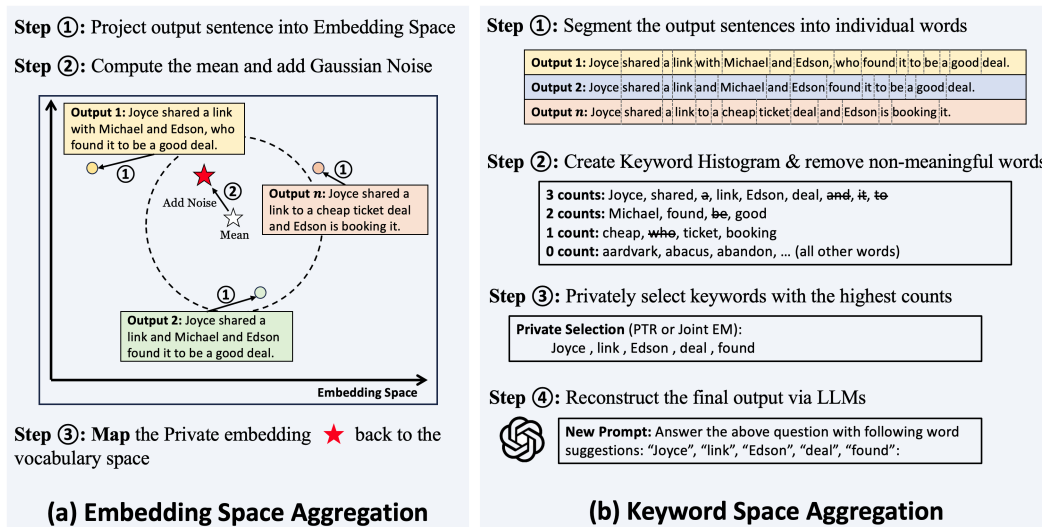 Step ①: Project output sentence into Embedding Space
Step ②: Compute the mean and add Gaussian Noise
Output 1: Joyce shared a link
with Michael and Edson, who
found it to be a good deal.
①
①
②
Add Noise
Mean
Output n: Joyce shared a
link to a cheap ticket deal
and Edson is booking it.
①
Output 2: Joyce shared a
link and Michael and Edson
found it to be a good deal.
Embedding Space
Step ③: Map the Private embedding back to the
vocabulary space
(a) Embedding Space Aggregation
Step ①: Segment the output sentences into individual words
Output 1: Joyce shared a link with Michael and Edson, who found it to be a good deal.
Output 2: Joyce shared a link and Michael and Edson found it to be a good deal.
Output n: Joyce shared a link to a cheap ticket deal and Edson is booking it.
Step ②: Create Keyword Histogram & remove non-meaningful words
3 counts: Joyce, shared, a, link, Edson, deal, and, it, to
2 counts: Michael, found, be, good
1 count: cheap, who, ticket, booking
0 count: aardvark, abacus, abandon, ... (all other words)
Step ③: Privately select keywords with the highest counts
Private Selection (PTR or Joint EM):
Joyce , link , Edson , deal , found
Step ④: Reconstruct the final output via LLMs
New Prompt: Answer the above question with following word
suggestions: “Joyce”, “link”, “Edson”, “deal”, “found”:
(b) Keyword Space Aggregation